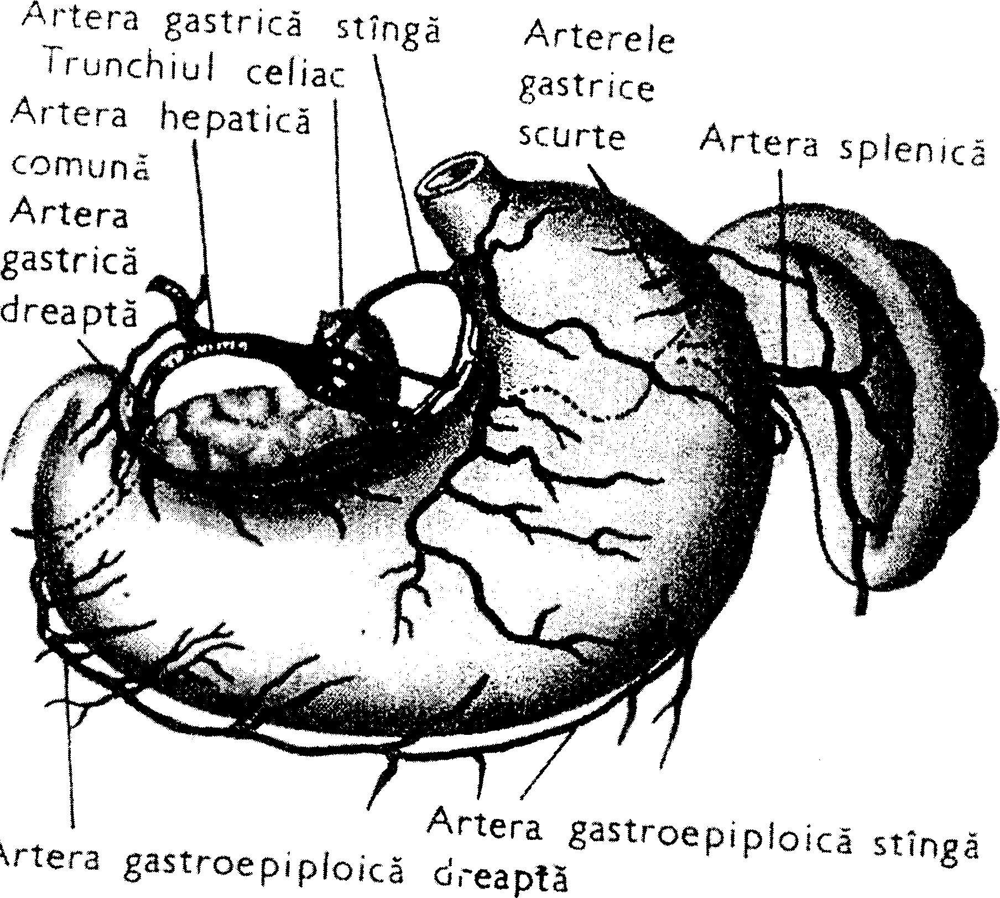 Artera gastrică stîngă
Trunchiul celiac
Artera hepatică
comună
Artera
gastrică
dreaptă
Arterele
gastrice
scurte
Artera splenică
Artera gastroepiploică stîngă
Artera gastroepiploică dreaptă